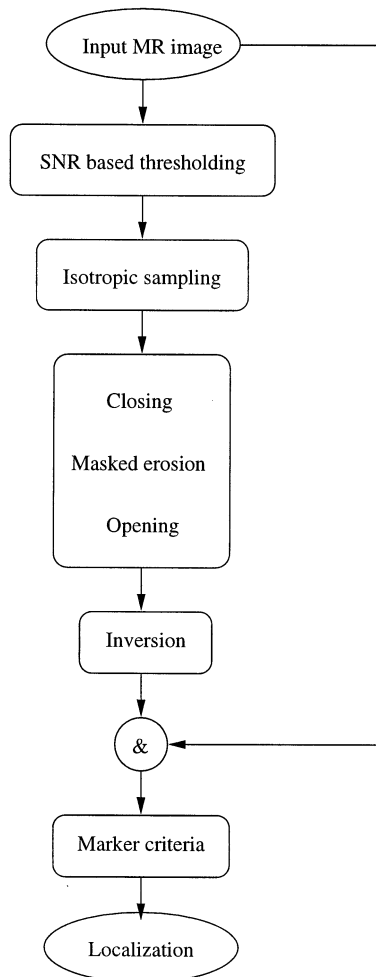 Input MR image
SNR based thresholding
Isotropic sampling
Closing
Masked erosion
Opening
Inversion
&
Marker criteria
Localization